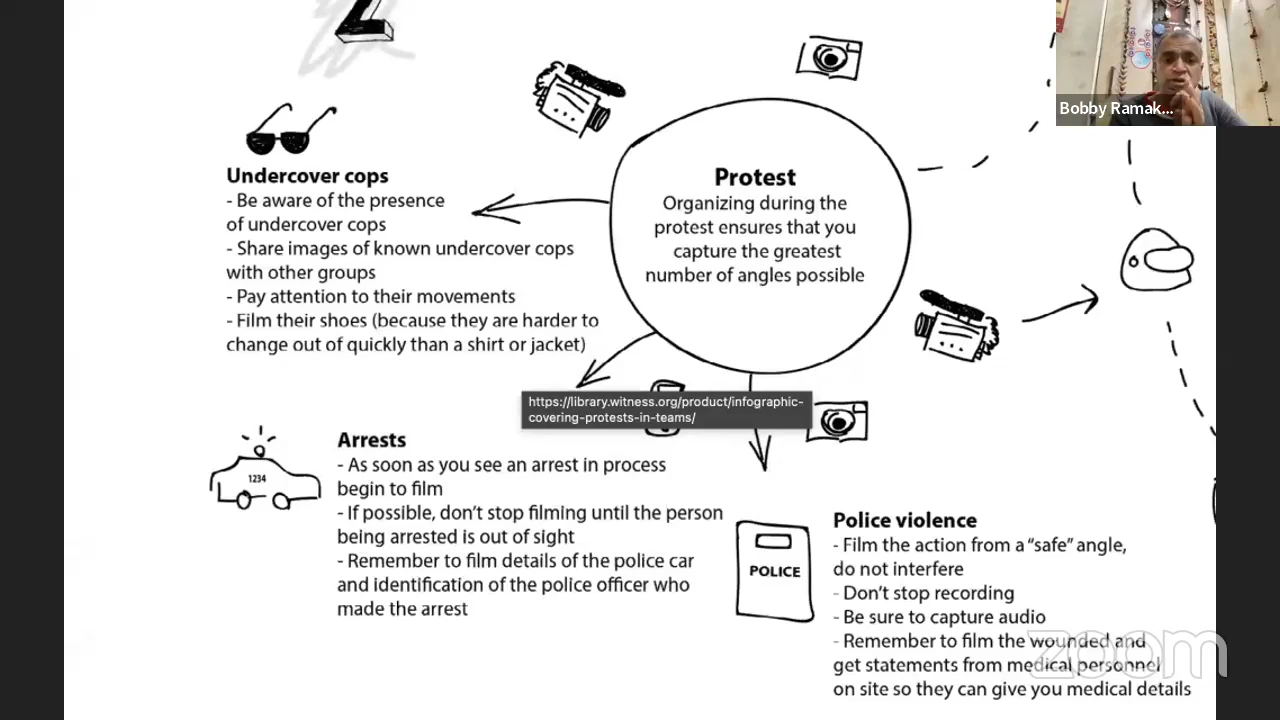 2
Bobby Ramak...
Protest
Organizing during the
protest ensures that you
capture the greatest
number of angles possible
Undercover cops
- Be aware of the presence
of undercover cops
- Share images of known undercover cops
with other groups
- Pay attention to their movements
- Film their shoes (because they are harder to
change out of quickly than a shirt or jacket)
https://library.witness.org/product/infographic-
covering-protests-in-teams/
1234
Arrests
- As soon as you see an arrest in process
begin to film
- If possible, don't stop filming until the person
being arrested is out of sight
- Remember to film details of the police car
and identification of the police officer who
made the arrest
POLICE
Police violence
- Film the action from a “safe” angle,
do not interfere
- Don't stop recording
- Be sure to capture audio
- Remember to film the wounded and
get statements from medical personnel
on site so they can give you medical details
zoom